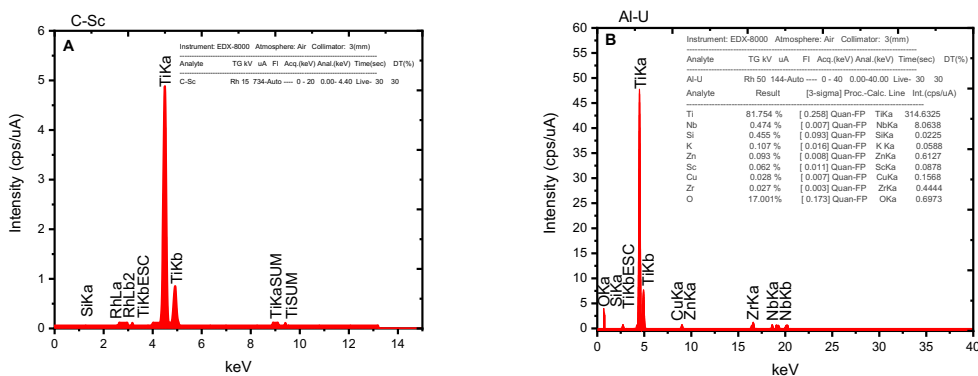 C-Sc
A
Instrument: EDX-8000 Atmosphere: Air Collimator: 3(mm)
Analyte TG kV uA FI Acq.(keV) Anal.(keV) Time(sec) DT(%)
C-Sc Rh 15 734-Auto ---- 0 - 20 0.00- 4.40 Live- 30 30
Intensity (cps/uA)
6
5
4
3
2
1
0
SiKa
RhLa
RhLb2
TiKbESC
TiKa
TiKb
TiKaSUM
TiSUM
0 2 4 6 8 10 12 14
keV
Al-U
B
Instrument: EDX-8000 Atmosphere: Air Collimator: 3(mm)
Analyte TG kV uA FI Acq.(keV) Anal.(keV) Time(sec) DT(%)
Al-U Rh 50 144-Auto ---- 0 - 40 0.00-40.00 Live- 30 30
Analyte Result [3-sigma] Proc.-Calc. Line Int.(cps/uA)
Ti 81.754 % [ 0.258] Quan-FP TiKa 314.6325
Nb 0.474 % [ 0.007] Quan-FP NbKa 8.0638
Si 0.455 % [ 0.093] Quan-FP SiKa 0.0225
K 0.107 % [ 0.016] Quan-FP K Ka 0.0588
Zn 0.093 % [ 0.008] Quan-FP ZnKa 0.6127
Sc 0.062 % [ 0.011] Quan-FP ScKa 0.0878
Cu 0.028 % [ 0.007] Quan-FP CuKa 0.1568
Zr 0.027 % [ 0.003] Quan-FP ZrKa 0.4444
O 17.001% [ 0.173] Quan-FP OKa 0.6973
Intensity (cps/uA)
60
55
50
45
40
35
30
25
20
15
10
5
0
OKa
SiKa
TiKbESC
TiKa
TiKb
CuKa
ZnKa
ZrKa
NbKa
NbKb
0 5 10 15 20 25 30 35 40
keV